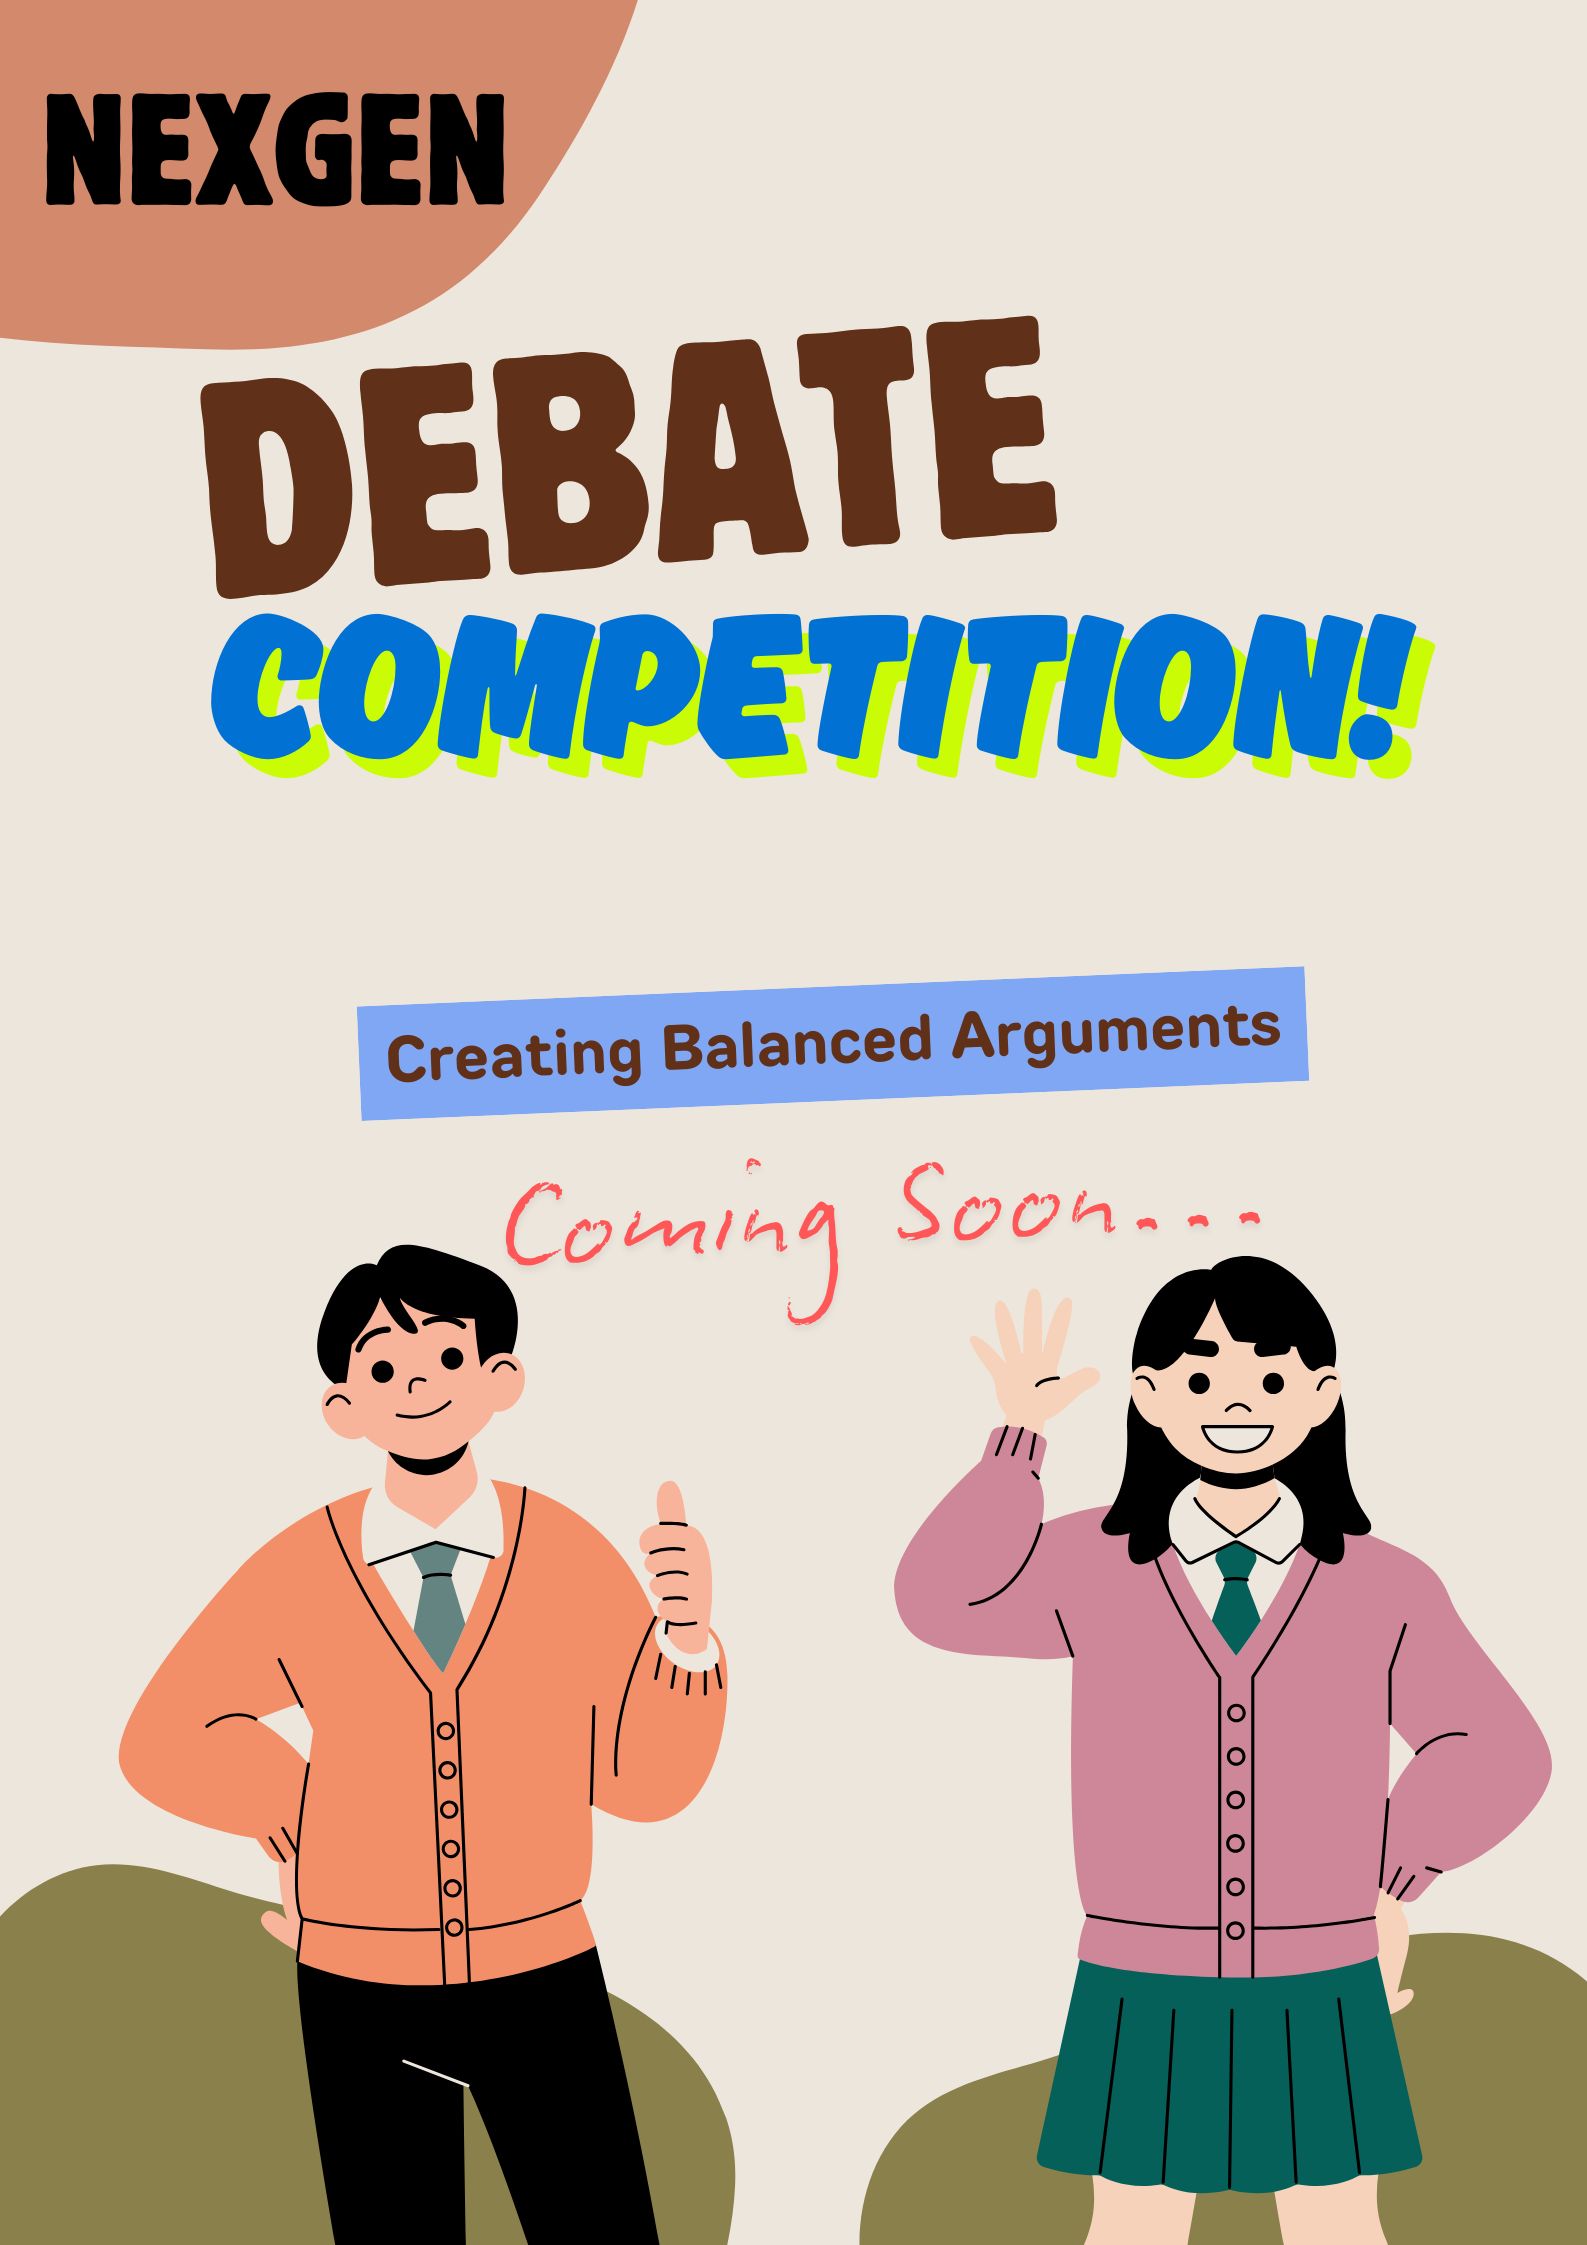 NEXGEN
DEBATE
COMPETITION!
Creating Balanced Arguments
Coming Soon...